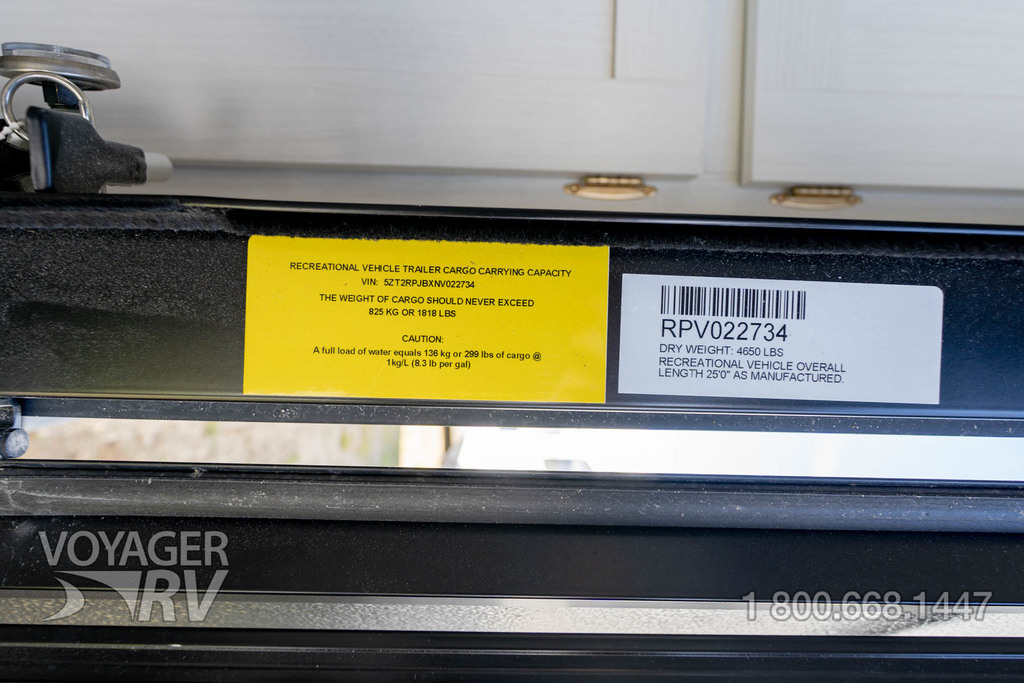 RECREATIONAL VEHICLE TRAILER CARGO CARRYING CAPACITY
VIN: 5ZT2RPJBXNV022734
THE WEIGHT OF CARGO SHOULD NEVER EXCEED
825 KG OR 1818 LBS
CAUTION:
A full load of water equals 136 kg or 299 lbs of cargo @
1kg/L (8.3 lb per gal)
RPV022734
DRY WEIGHT: 4650 LBS
RECREATIONAL VEHICLE OVERALL
LENGTH 25'0" AS MANUFACTURED.
VOYAGER
RV
1 800.668.1447